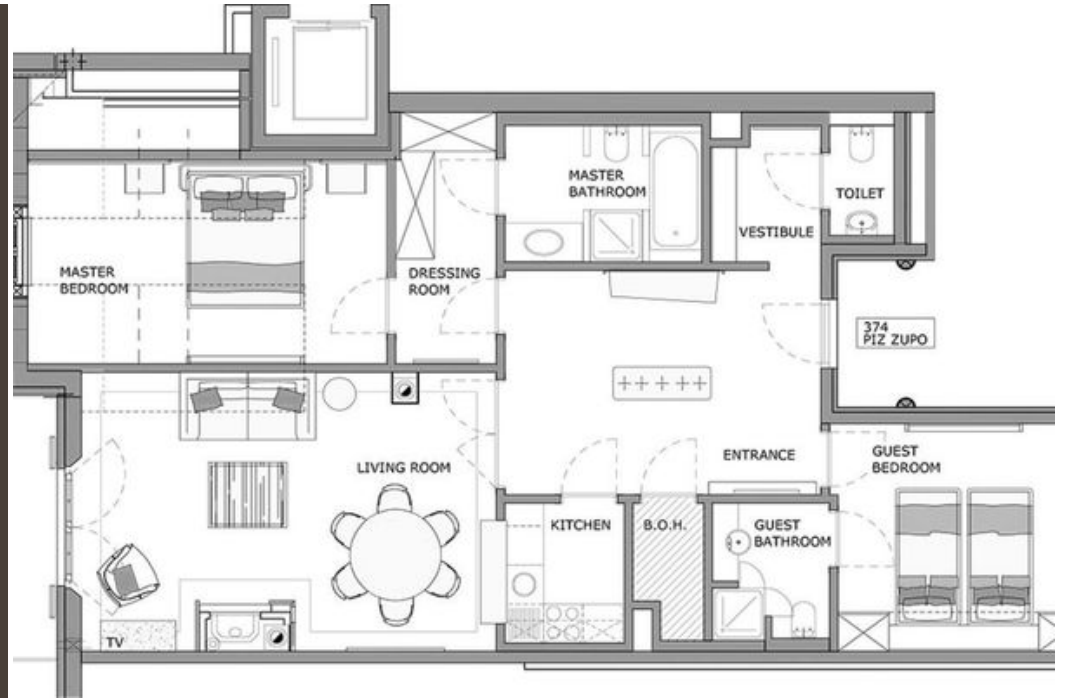 MASTER
BATHROOM
TOILET
VESTIBULE
MASTER
BEDROOM
DRESSING
ROOM
374
PIZ ZUPO
LIVING ROOM
ENTRANCE
GUEST
BEDROOM
KITCHEN
B.O.H.
GUEST
BATHROOM
TV